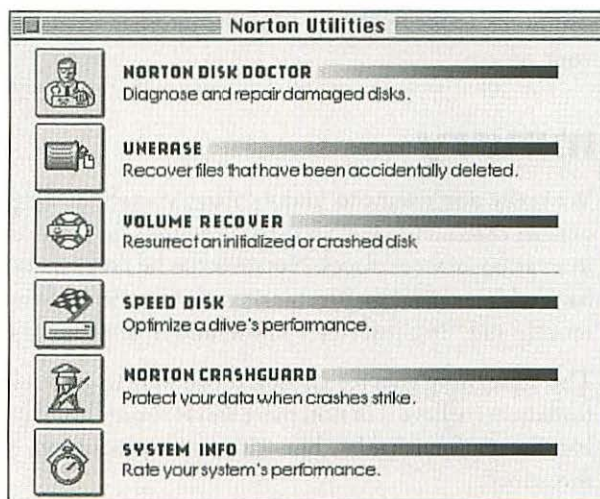 Norton Utilities
NORTON DISK DOCTOR
Diagnose and repair damaged disks.
UNERASE
Recover files that have been accidentally deleted.
VOLUME RECOVER
Resurrect an initialized or crashed disk
SPEED DISK
Optimize a drive's performance.
NORTON CRASHGUARD
Protect your data when crashes strike.
SYSTEM INFO
Rate your system's performance.